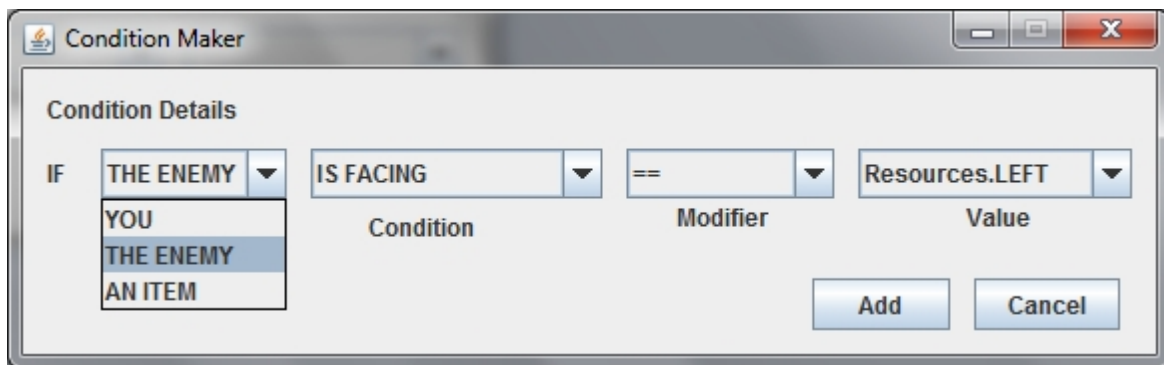 Condition Maker
Condition Details
IF THE ENEMY IS FACING == Resources.LEFT
YOU
THE ENEMY
AN ITEM
Condition Modifier Value
Add Cancel